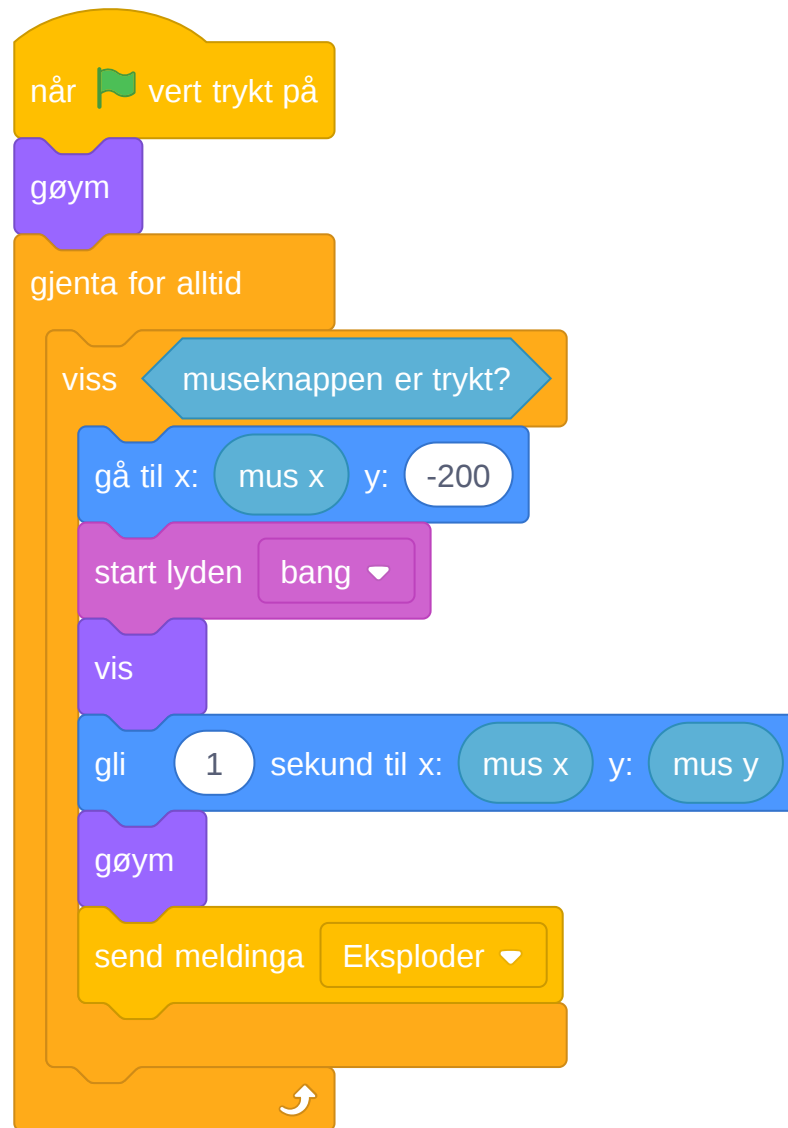 når vert trykt på
gøym
gjenta for alltid
viss museknappen er trykt?
gå til x: mus x y: -200
start lyden bang
vis
gli 1 sekund til x: mus x y: mus y
gøym
send meldinga Eksploder